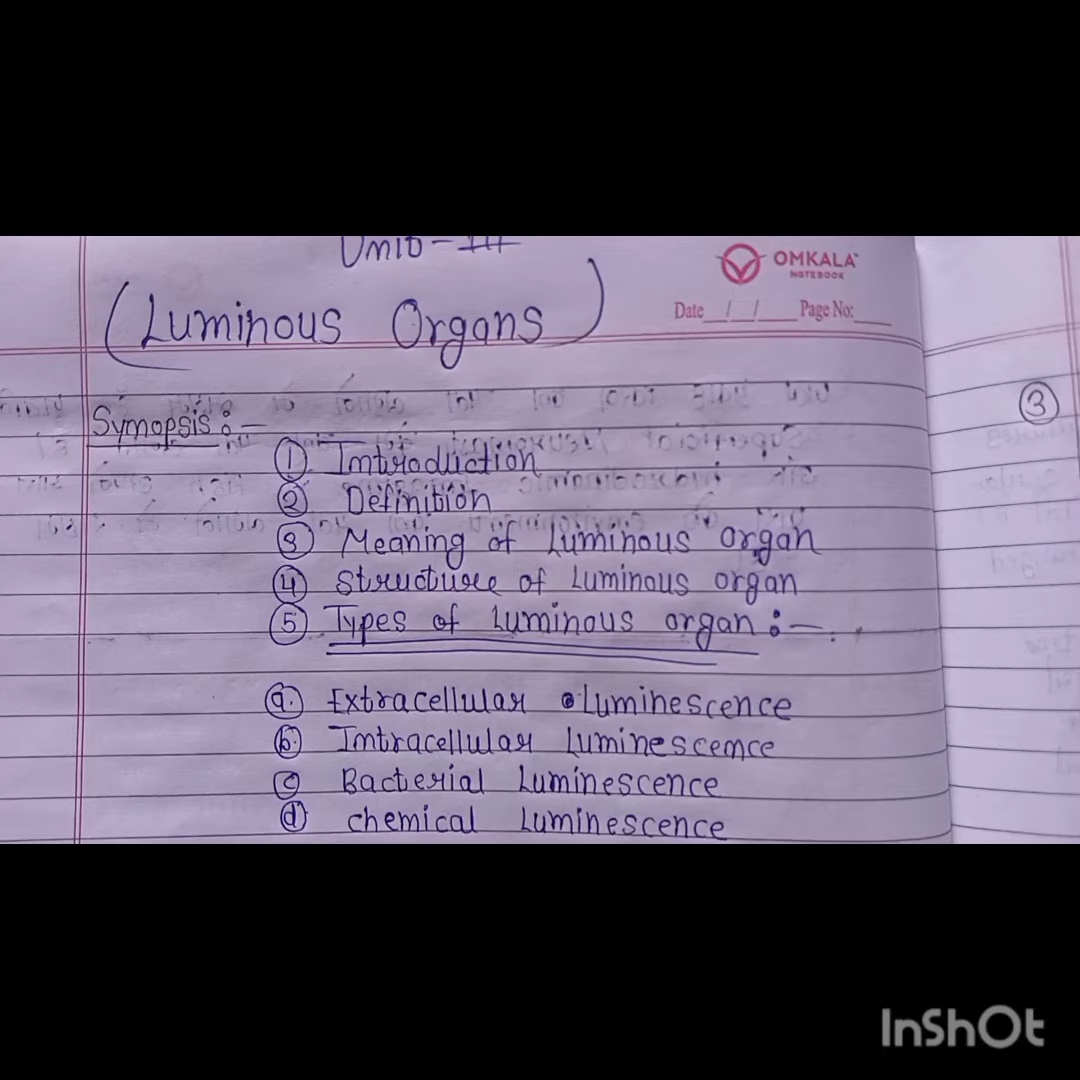 Unit - III
OMKALA
NOTEBOOK
(Luminous Organs)
Date / / Page No:
3
Synopsis :-
1 Introduction
2 Definition
3 Meaning of Luminous organ
4 Structure of Luminous organ
5 Types of Luminous organ :-
a. Extracellular Luminescence
b. Intracellular Luminescence
c Bacterial Luminescence
d chemical Luminescence
InShOt